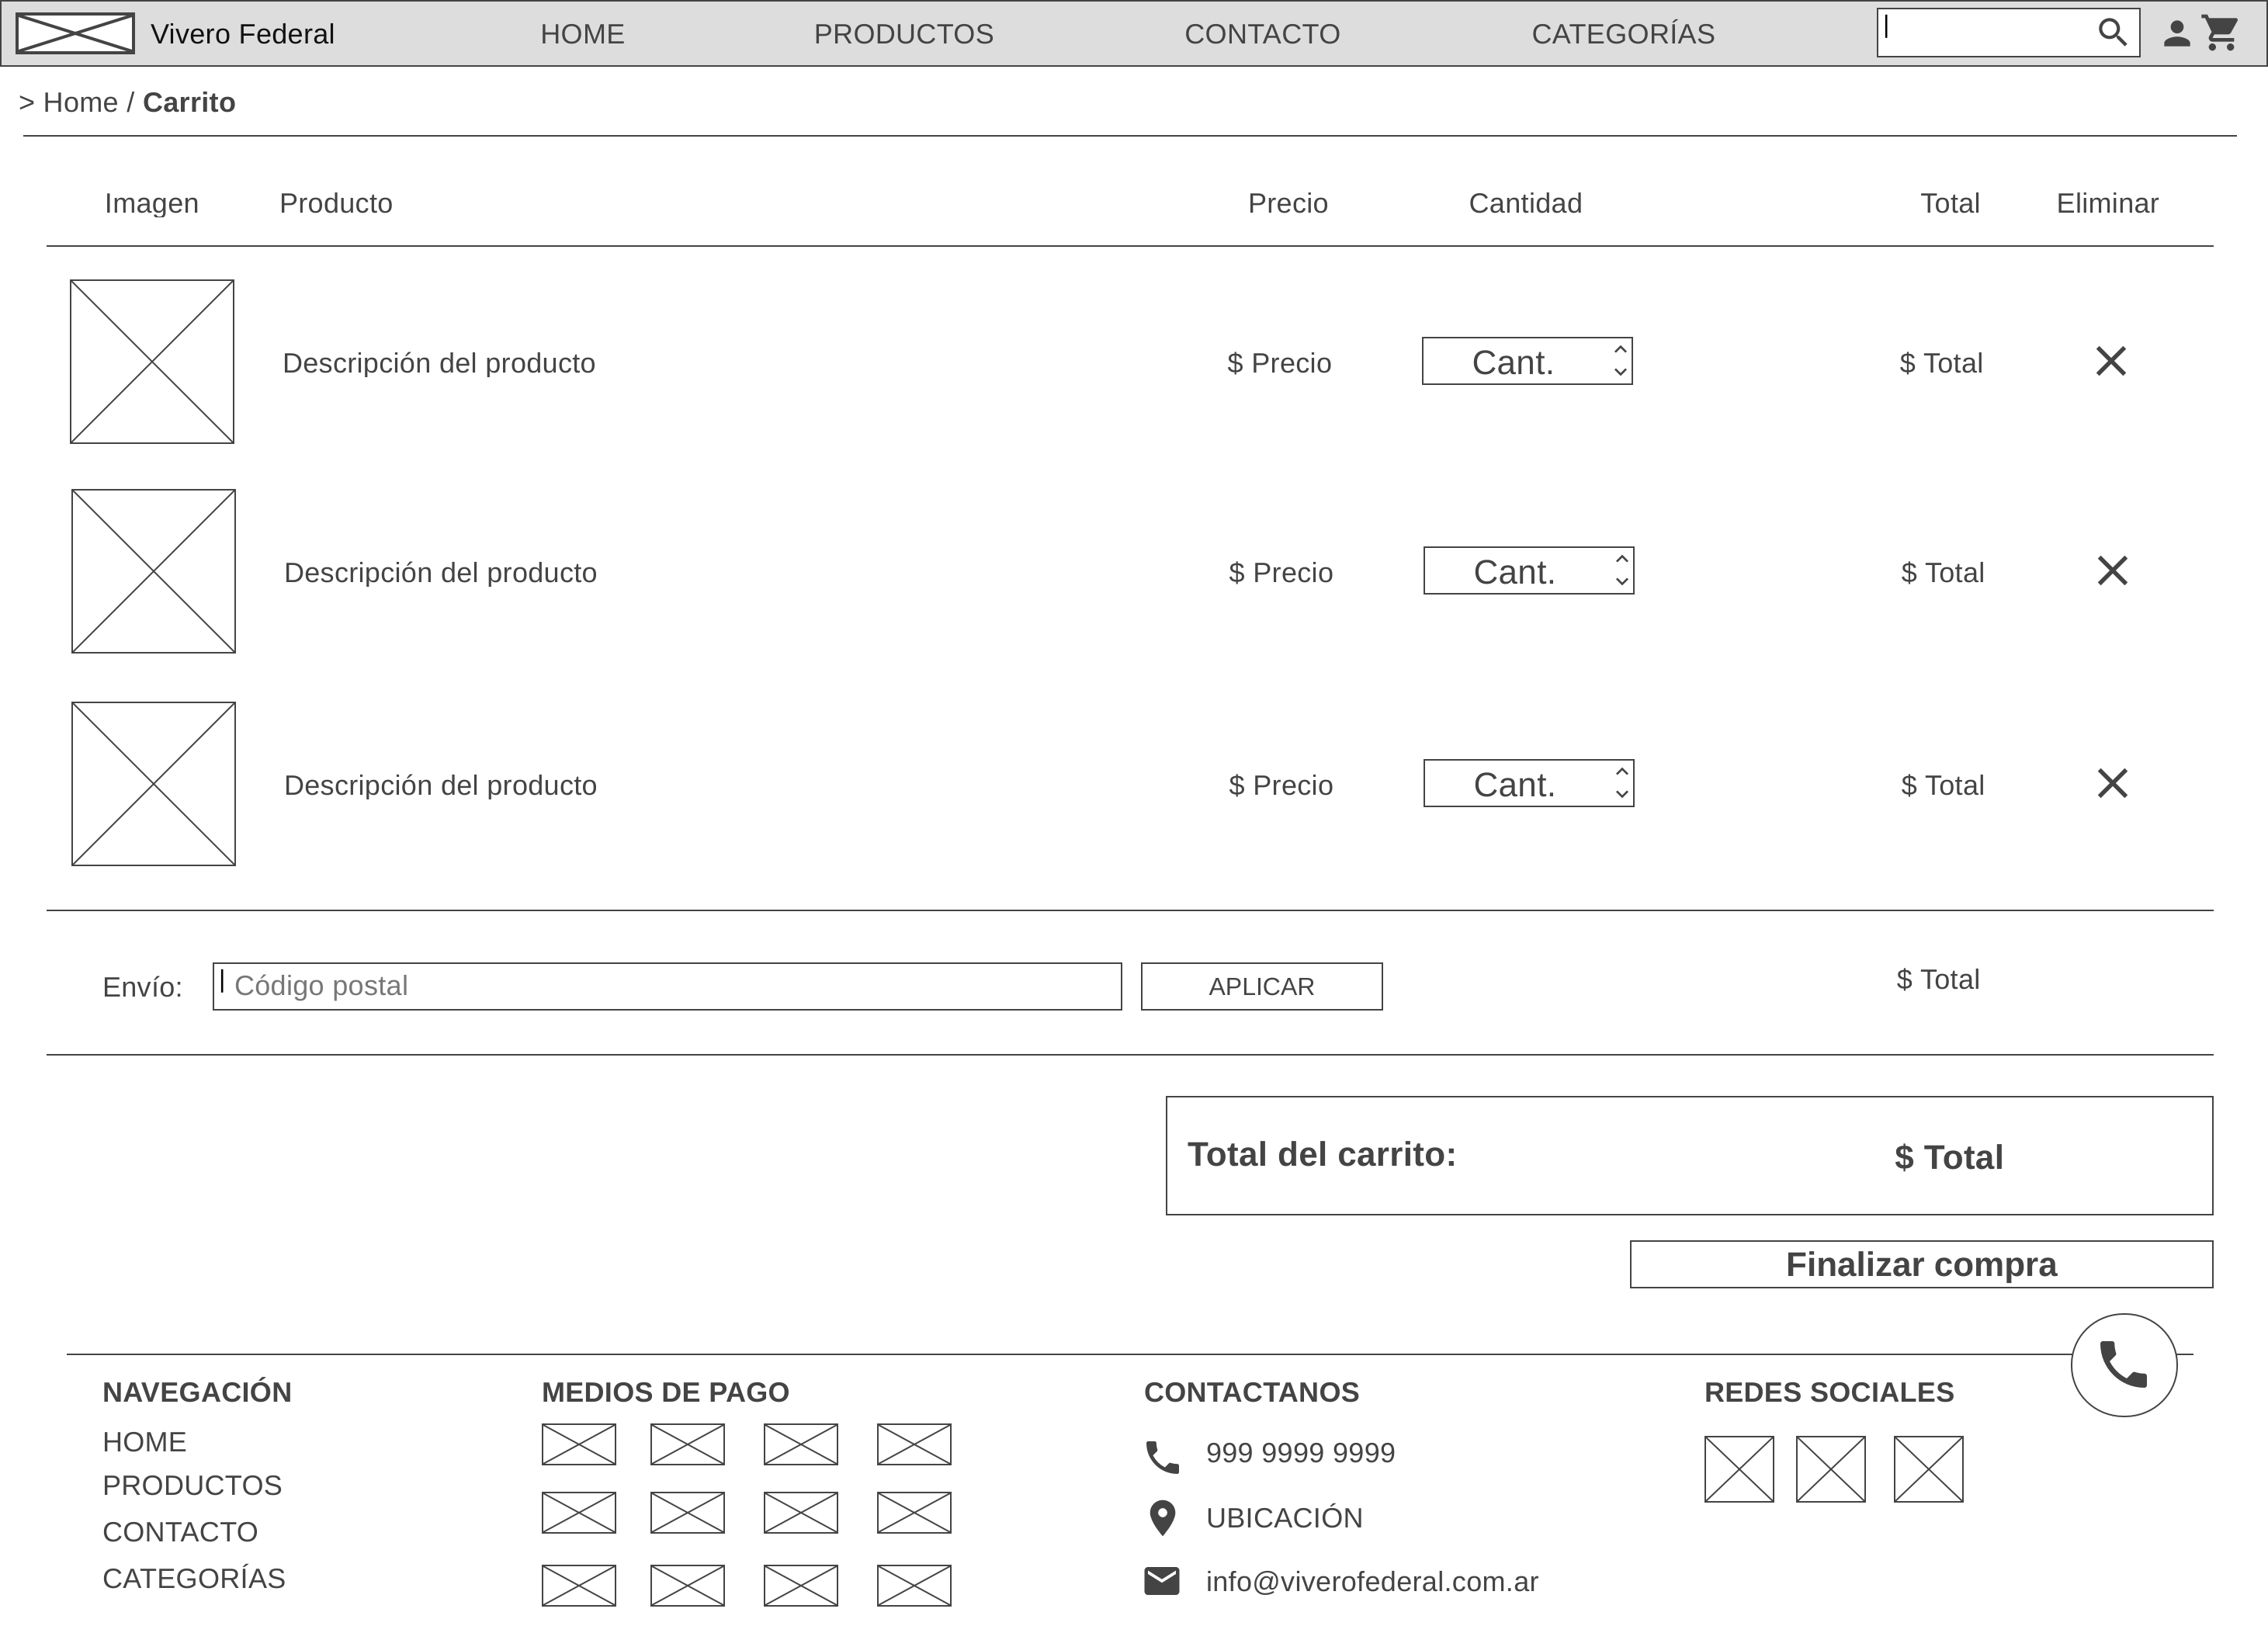 Vivero Federal HOME PRODUCTOS CONTACTO CATEGORÍAS
> Home / Carrito
Imagen Producto Precio Cantidad Total Eliminar
Descripción del producto $ Precio Cant. $ Total
Descripción del producto $ Precio Cant. $ Total
Descripción del producto $ Precio Cant. $ Total
Envío: Código postal APLICAR $ Total
Total del carrito: $ Total
Finalizar compra
NAVEGACIÓN
HOME
PRODUCTOS
CONTACTO
CATEGORÍAS
MEDIOS DE PAGO
CONTACTANOS
999 9999 9999
UBICACIÓN
info@viverofederal.com.ar
REDES SOCIALES